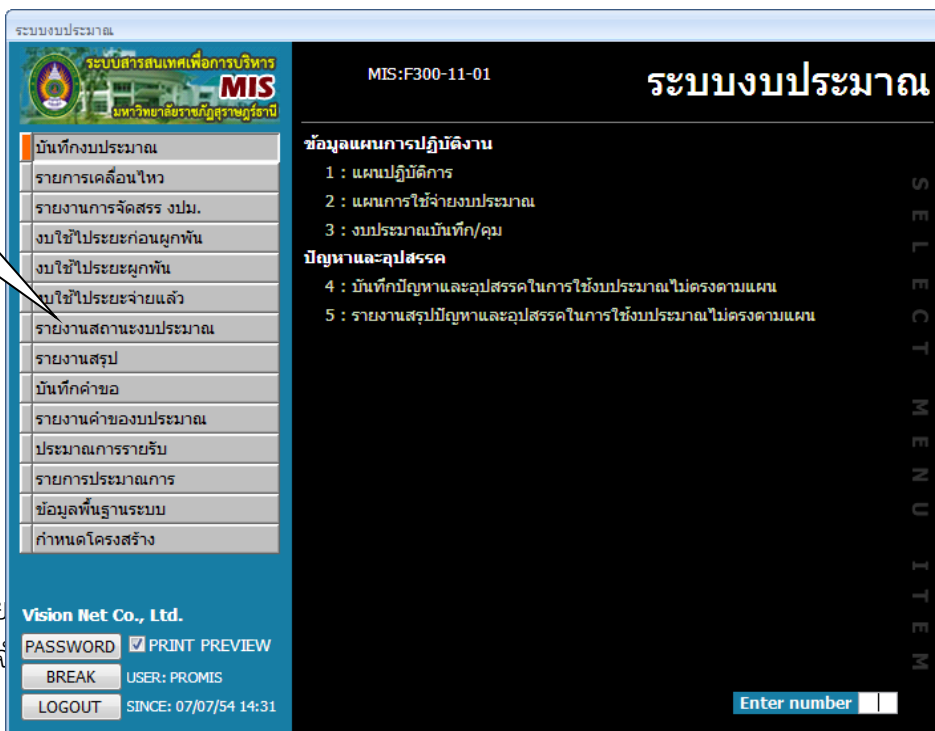 ระบบงบประมาณ
ระบบสารสนเทศเพื่อการบริหาร
MIS
มหาวิทยาลัยราชภัฏสุราษฎร์ธานี
MIS:F300-11-01
ระบบงบประมาณ
บันทึกงบประมาณ
รายการเคลื่อนไหว
รายงานการจัดสรร งปม.
งบใช้ไประยะก่อนผูกพัน
งบใช้ไประยะผูกพัน
งบใช้ไประยะจ่ายแล้ว
รายงานสถานะงบประมาณ
รายงานสรุป
บันทึกคำขอ
รายงานคำของบประมาณ
ประมาณการรายรับ
รายการประมาณการ
ข้อมูลพื้นฐานระบบ
กำหนดโครงสร้าง
ข้อมูลแผนการปฏิบัติงาน
1 : แผนปฏิบัติการ
2 : แผนการใช้จ่ายงบประมาณ
3 : งบประมาณบันทึก/คุม
ปัญหาและอุปสรรค
4 : บันทึกปัญหาและอุปสรรคในการใช้งบประมาณไม่ตรงตามแผน
5 : รายงานสรุปปัญหาและอุปสรรคในการใช้งบประมาณไม่ตรงตามแผน
SELECT MENU ITEM
Vision Net Co., Ltd.
PASSWORD PRINT PREVIEW
BREAK USER: PROMIS
LOGOUT SINCE: 07/07/54 14:31
Enter number